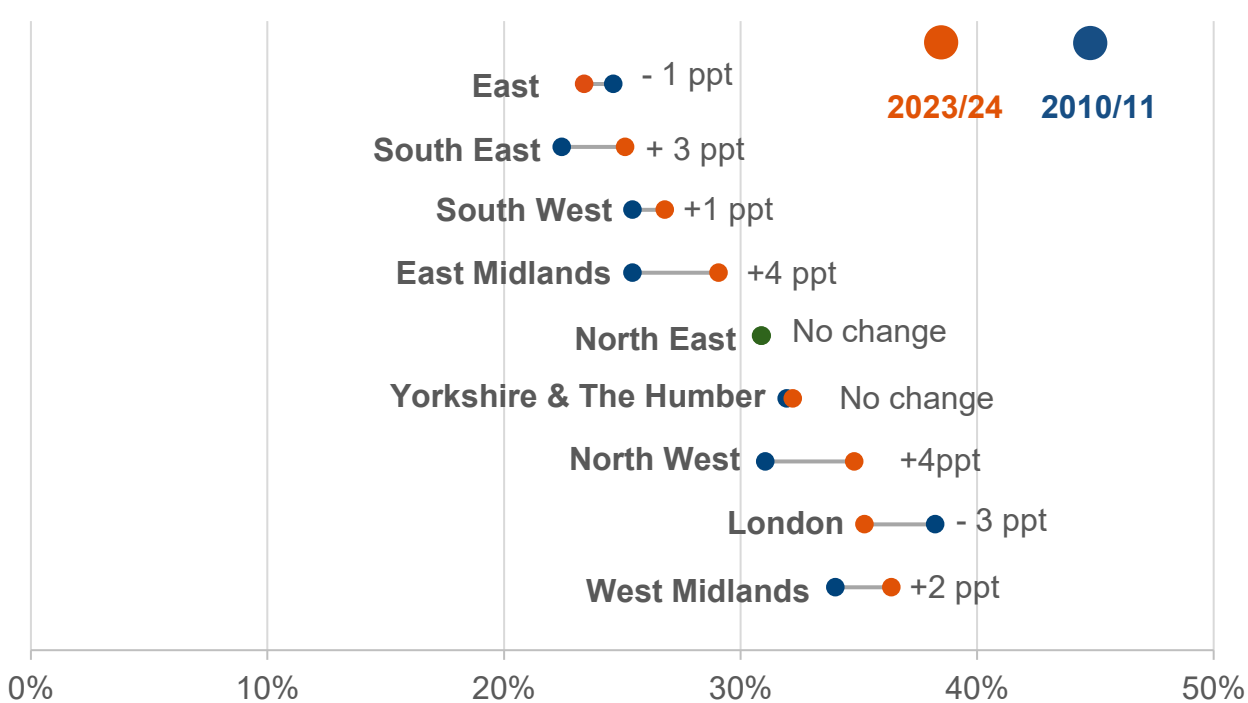 2023/24
2010/11
East
- 1 ppt
South East
+ 3 ppt
South West
+1 ppt
East Midlands
+4 ppt
North East
No change
Yorkshire & The Humber
No change
North West
+4ppt
London
- 3 ppt
West Midlands
+2 ppt
0%
10%
20%
30%
40%
50%